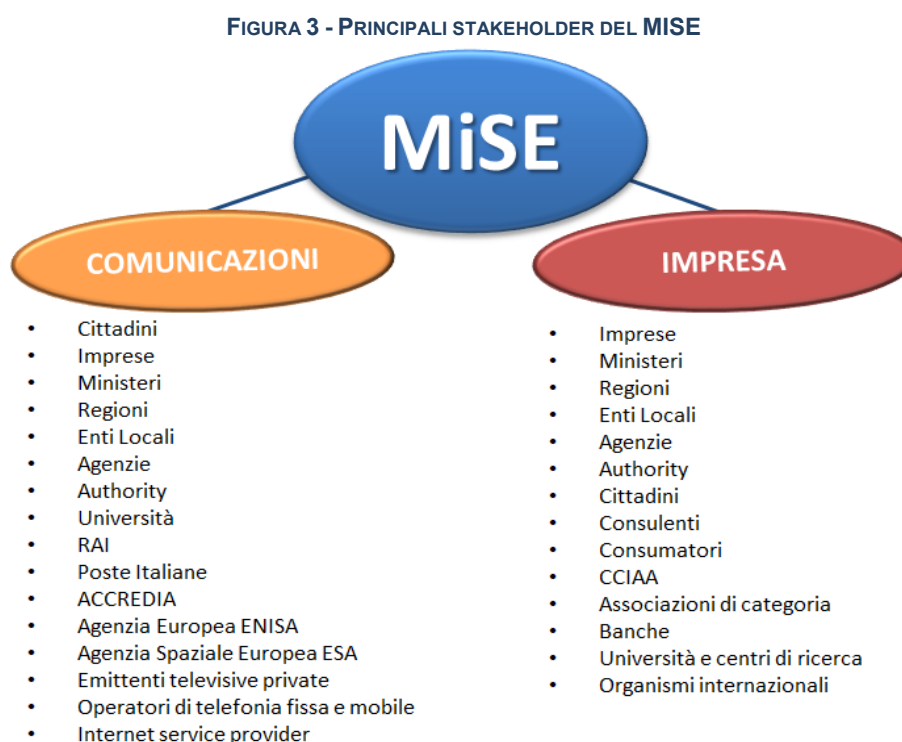 FIGURA 3 - PRINCIPALI STAKEHOLDER DEL MISE
MiSE
COMUNICAZIONI
• Cittadini
• Imprese
• Ministeri
• Regioni
• Enti Locali
• Agenzie
• Authority
• Università
• RAI
• Poste Italiane
• ACCREDIA
• Agenzia Europea ENISA
• Agenzia Spaziale Europea ESA
• Emittenti televisive private
• Operatori di telefonia fissa e mobile
• Internet service provider
IMPRESA
• Imprese
• Ministeri
• Regioni
• Enti Locali
• Agenzie
• Authority
• Cittadini
• Consulenti
• Consumatori
• CCIAA
• Associazioni di categoria
• Banche
• Università e centri di ricerca
• Organismi internazionali